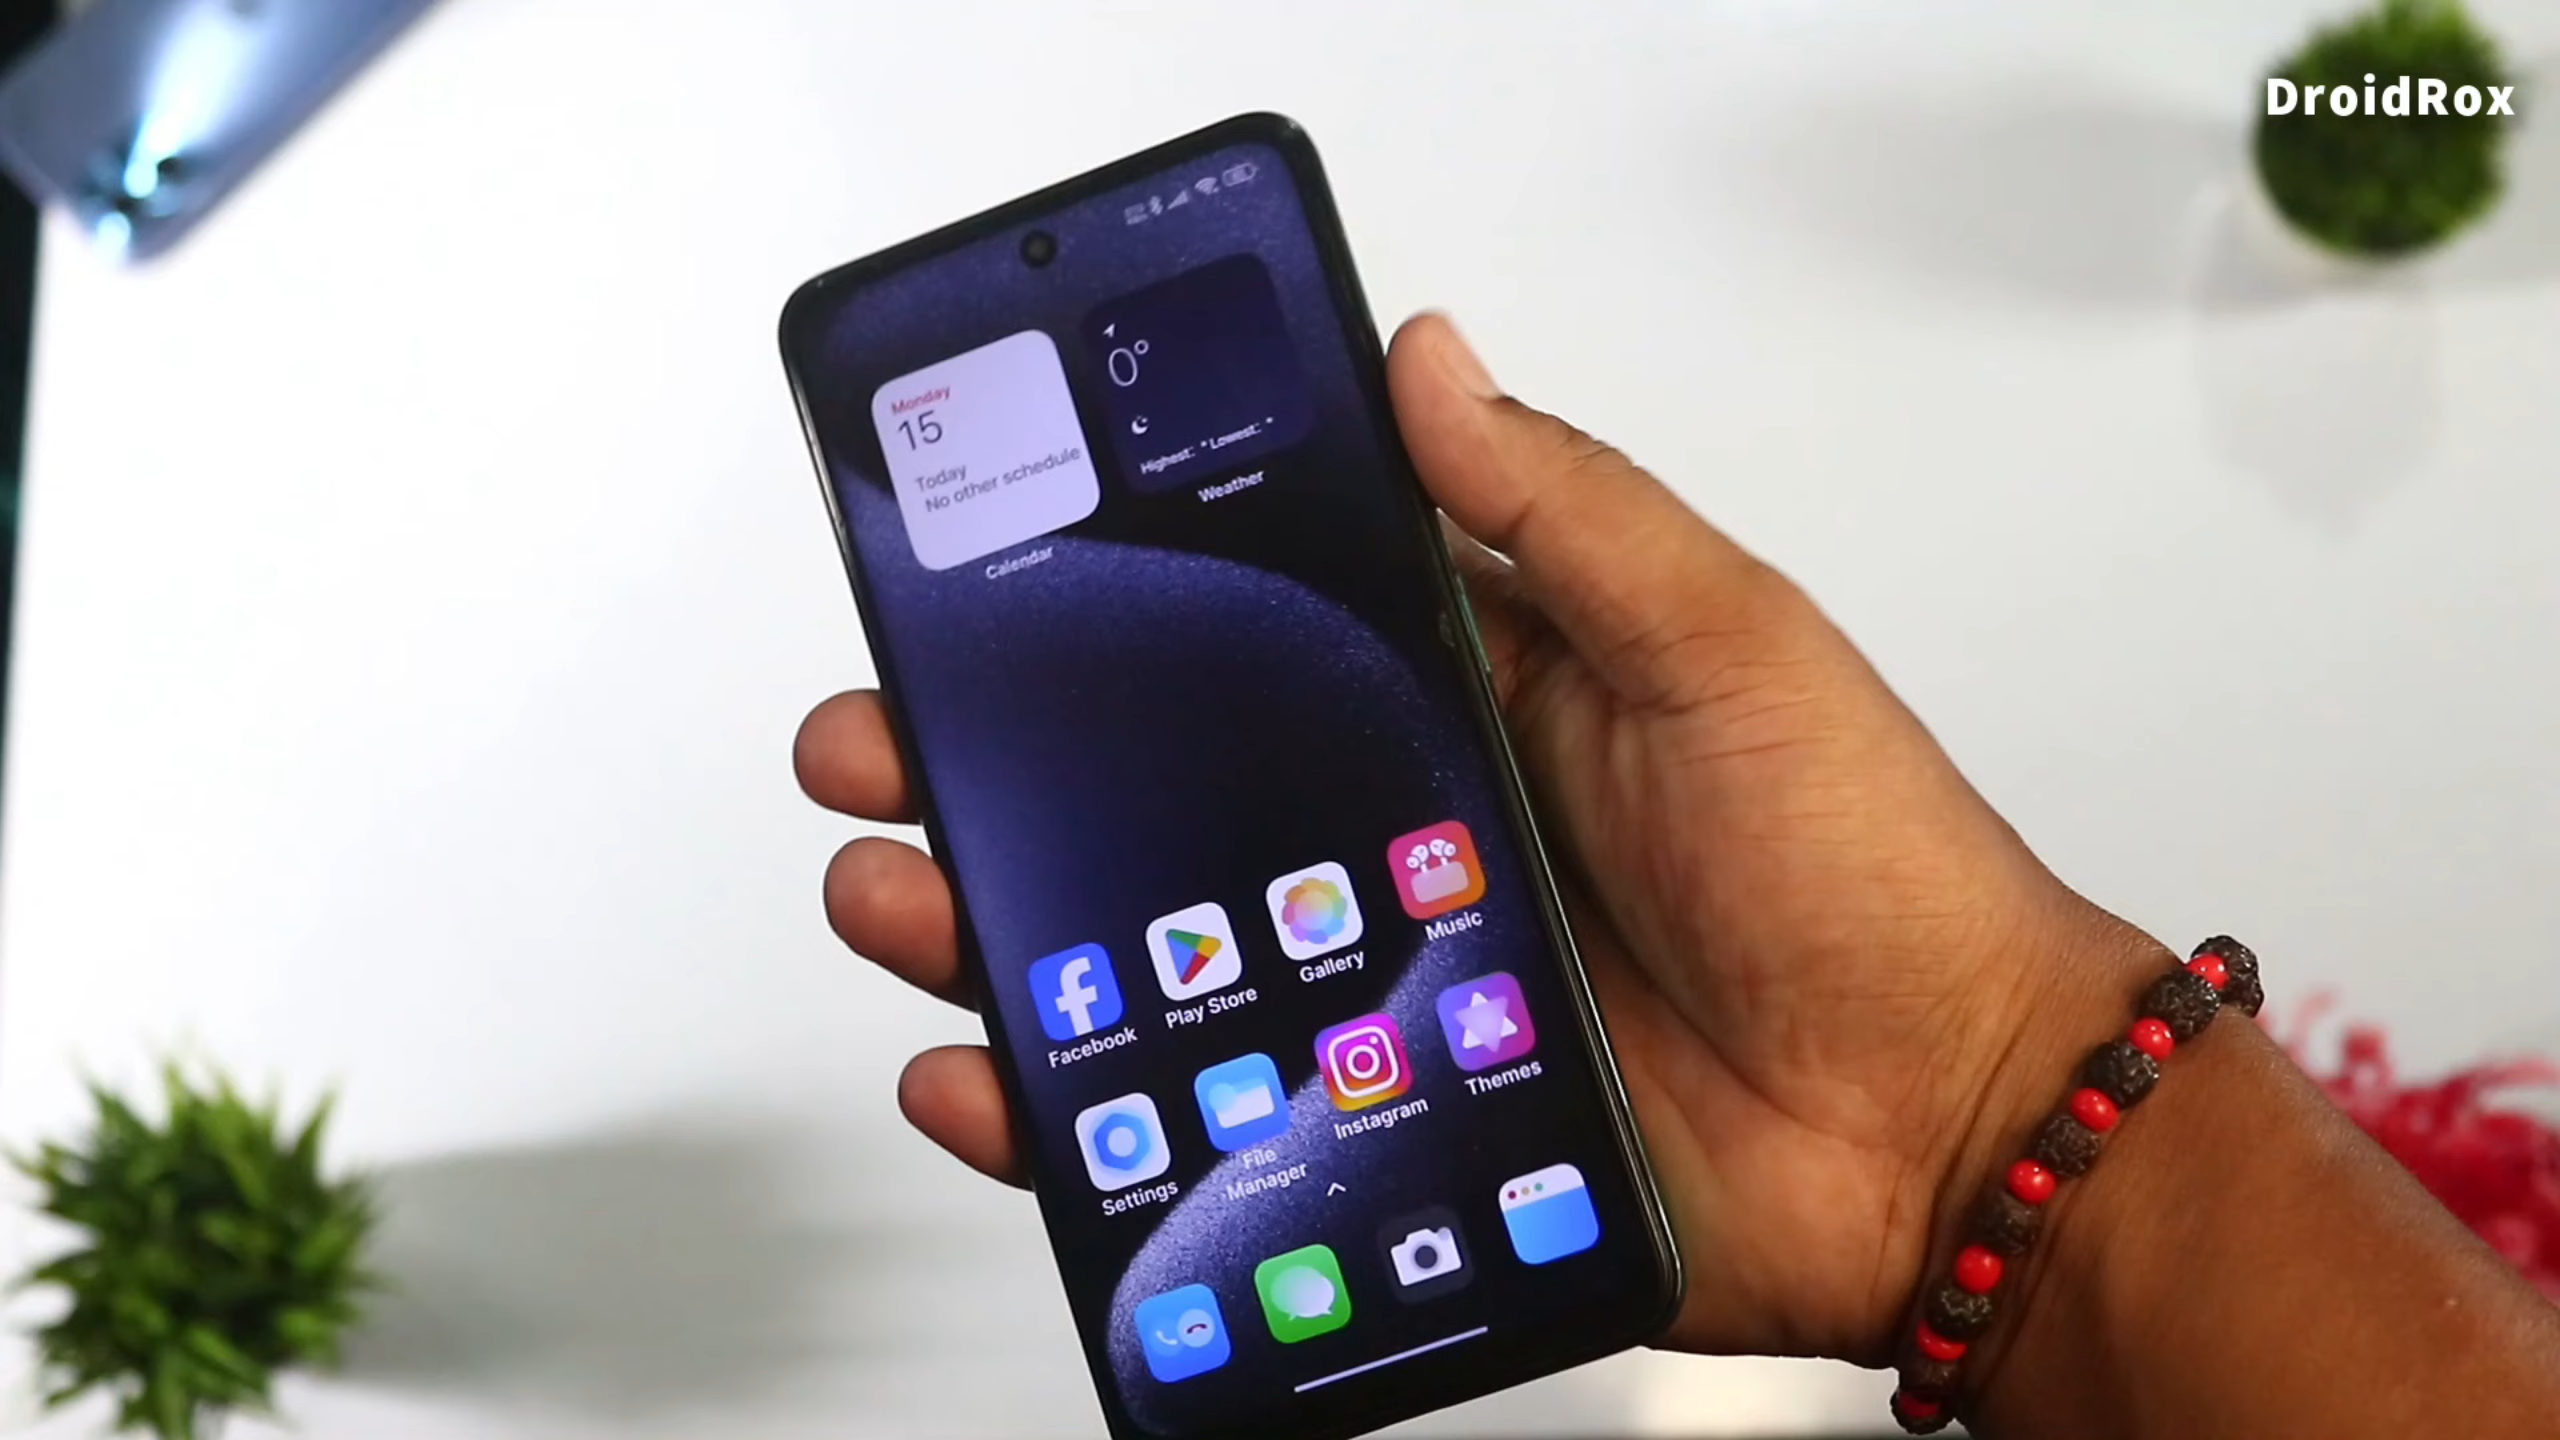 DroidRox
Monday
15
Today
No other schedule
Calendar
0°
Highest: ° Lowest: °
Weather
Facebook
Play Store
Gallery
Music
Settings
File
Manager
Instagram
Themes